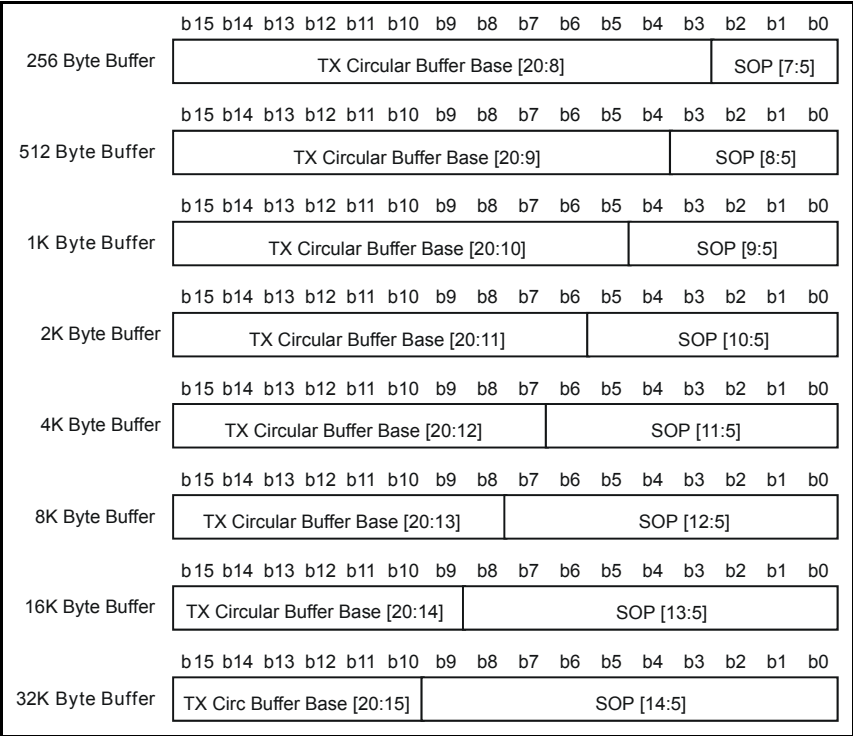 b15 b14 b13 b12 b11 b10 b9 b8 b7 b6 b5 b4 b3 b2 b1 b0
256 Byte Buffer TX Circular Buffer Base [20:8] SOP [7:5]
b15 b14 b13 b12 b11 b10 b9 b8 b7 b6 b5 b4 b3 b2 b1 b0
512 Byte Buffer TX Circular Buffer Base [20:9] SOP [8:5]
b15 b14 b13 b12 b11 b10 b9 b8 b7 b6 b5 b4 b3 b2 b1 b0
1K Byte Buffer TX Circular Buffer Base [20:10] SOP [9:5]
b15 b14 b13 b12 b11 b10 b9 b8 b7 b6 b5 b4 b3 b2 b1 b0
2K Byte Buffer TX Circular Buffer Base [20:11] SOP [10:5]
b15 b14 b13 b12 b11 b10 b9 b8 b7 b6 b5 b4 b3 b2 b1 b0
4K Byte Buffer TX Circular Buffer Base [20:12] SOP [11:5]
b15 b14 b13 b12 b11 b10 b9 b8 b7 b6 b5 b4 b3 b2 b1 b0
8K Byte Buffer TX Circular Buffer Base [20:13] SOP [12:5]
b15 b14 b13 b12 b11 b10 b9 b8 b7 b6 b5 b4 b3 b2 b1 b0
16K Byte Buffer TX Circular Buffer Base [20:14] SOP [13:5]
b15 b14 b13 b12 b11 b10 b9 b8 b7 b6 b5 b4 b3 b2 b1 b0
32K Byte Buffer TX Circ Buffer Base [20:15] SOP [14:5]